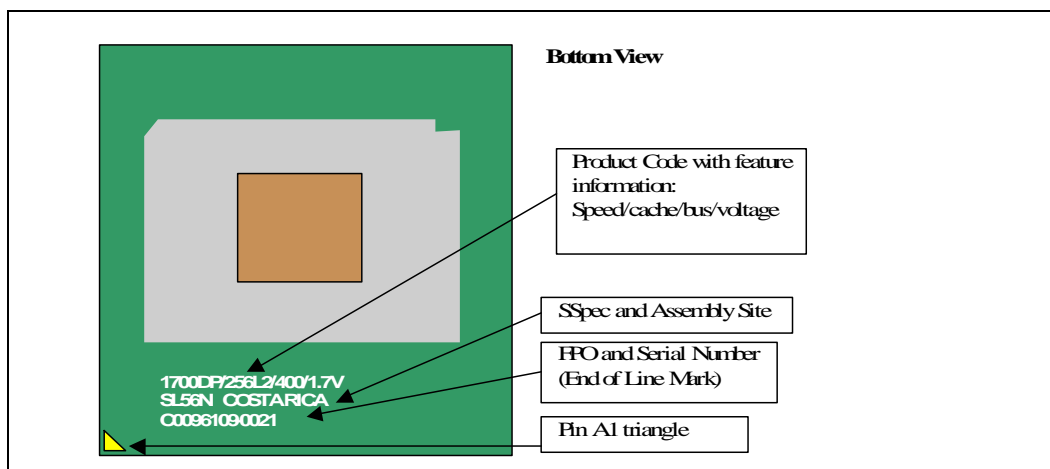 Bottom View
Product Code with feature
information:
Speed/cache/bus/voltage
SSpec and Assembly Site
FPO and Serial Number
(End of Line Mark)
Pin A1 triangle
1700DP/256L2/400/1.7V
SL56N COSTARICA
C00961090021